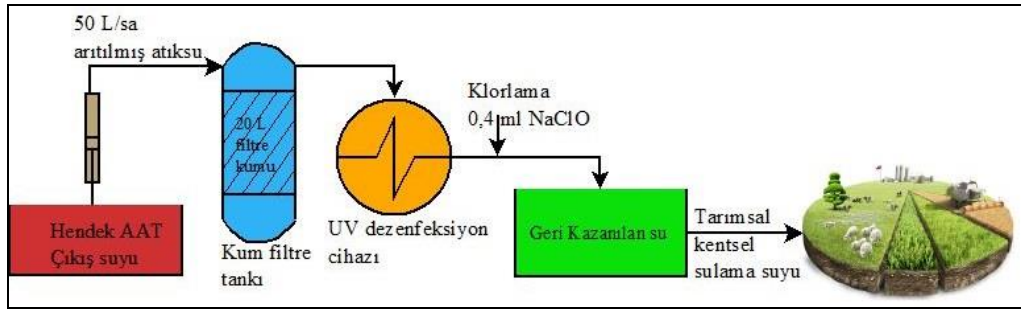 50 L/sa
arıtılmış atıksu
20 L
filtre
kumu
Klorlama
0,4 ml NaClO
Hendek AAT
Çıkış suyu
Kum filtre
tankı
UV dezenfeksiyon
cihazı
Geri Kazanılan su
Tarımsal
kentsel
sulama suyu